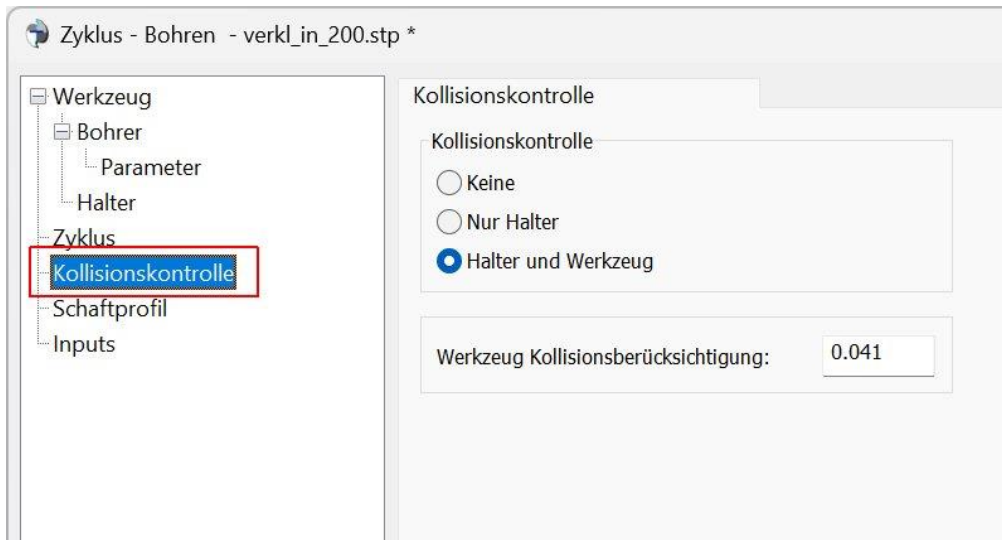 Zyklus - Bohren - verkl_in_200.stp *
Werkzeug
Bohrer
Parameter
Halter
Zyklus
Kollisionskontrolle
Schaftprofil
Inputs
Kollisionskontrolle
Kollisionskontrolle
Keine
Nur Halter
Halter und Werkzeug
Werkzeug Kollisionsberücksichtigung: 0.041